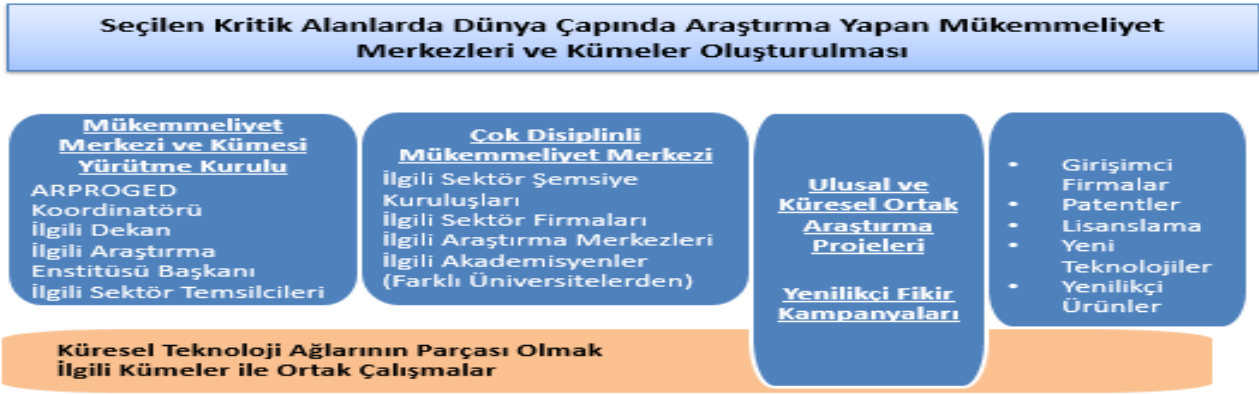 Seçilen Kritik Alanlarda Dünya Çapında Araştırma Yapan Mükemmeliyet
Merkezleri ve Kümeler Oluşturulması
Mükemmeliyet
Merkezi ve Kümesi
Yürütme Kurulu
ARPROGED
Koordinatörü
İlgili Dekan
İlgili Araştırma
Enstitüsü Başkanı
İlgili Sektör Temsilcileri
Çok Disiplinli
Mükemmeliyet Merkezi
İlgili Sektör Şemsiye
Kuruluşları
İlgili Sektör Firmaları
İlgili Araştırma Merkezleri
İlgili Akademisyenler
(Farklı Üniversitelerden)
Ulusal ve
Küresel Ortak
Araştırma
Projeleri
Yenilikçi Fikir
Kampanyaları
• Girişimci
Firmalar
• Patentler
• Lisanslama
• Yeni
Teknolojiler
• Yenilikçi
Ürünler
Küresel Teknoloji Ağlarının Parçası Olmak
İlgili Kümeler ile Ortak Çalışmalar